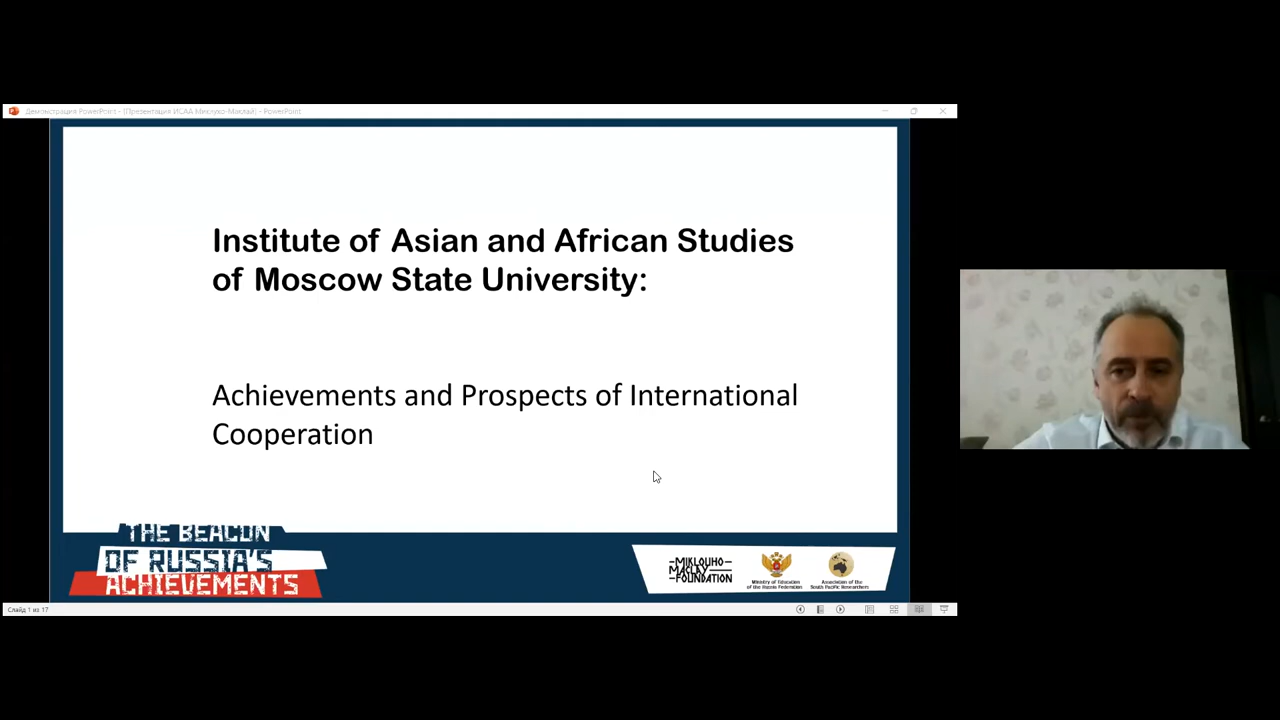 Демонстрация PowerPoint - [Презентация ИСАА Миклухо-Маклай] - PowerPoint
Institute of Asian and African Studies
of Moscow State University:
Achievements and Prospects of International
Cooperation
THE BEACON
OF RUSSIA'S
ACHIEVEMENTS
MIKLOUHO
MACLAY
FOUNDATION
Ministry of Education
of the Russia Federation
Association of the
South Pacific Researchers
Слайд 1 из 17